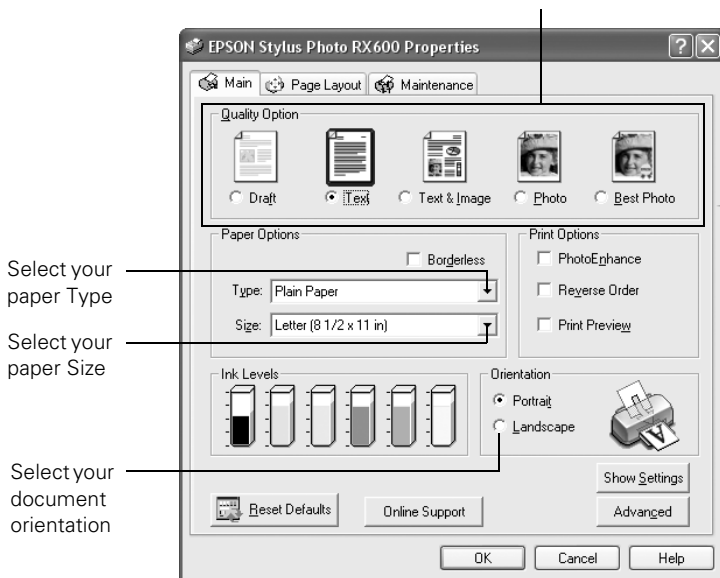 EPSON Stylus Photo RX600 Properties
Main Page Layout Maintenance
Quality Option
Draft Text Text & Image Photo Best Photo
Paper Options
Borderless
Type: Plain Paper
Size: Letter (8 1/2 x 11 in)
Print Options
PhotoEnhance
Reverse Order
Print Preview
Select your
paper Type
Select your
paper Size
Ink Levels
Orientation
Portrait
Landscape
Select your
document
orientation
Show Settings
Reset Defaults Online Support Advanced
OK Cancel Help